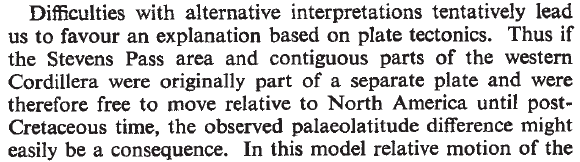 Difficulties with alternative interpretations tentatively lead
us to favour an explanation based on plate tectonics. Thus if
the Stevens Pass area and contiguous parts of the western
Cordillera were originally part of a separate plate and were
therefore free to move relative to North America until post-
Cretaceous time, the observed palaeolatitude difference might
easily be a consequence. In this model relative motion of the